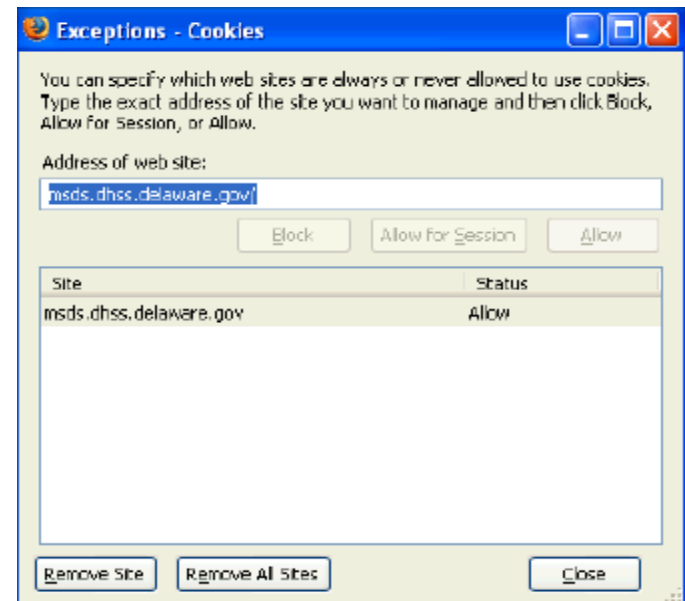 Exceptions - Cookies
You can specify which web sites are always or never allowed to use cookies.
Type the exact address of the site you want to manage and then click Block,
Allow for Session, or Allow.
Address of web site:
msds.dhss.delaware.gov/
Block Allow for Session Allow
Site Status
msds.dhss.delaware.gov Allow
Remove Site Remove All Sites Close